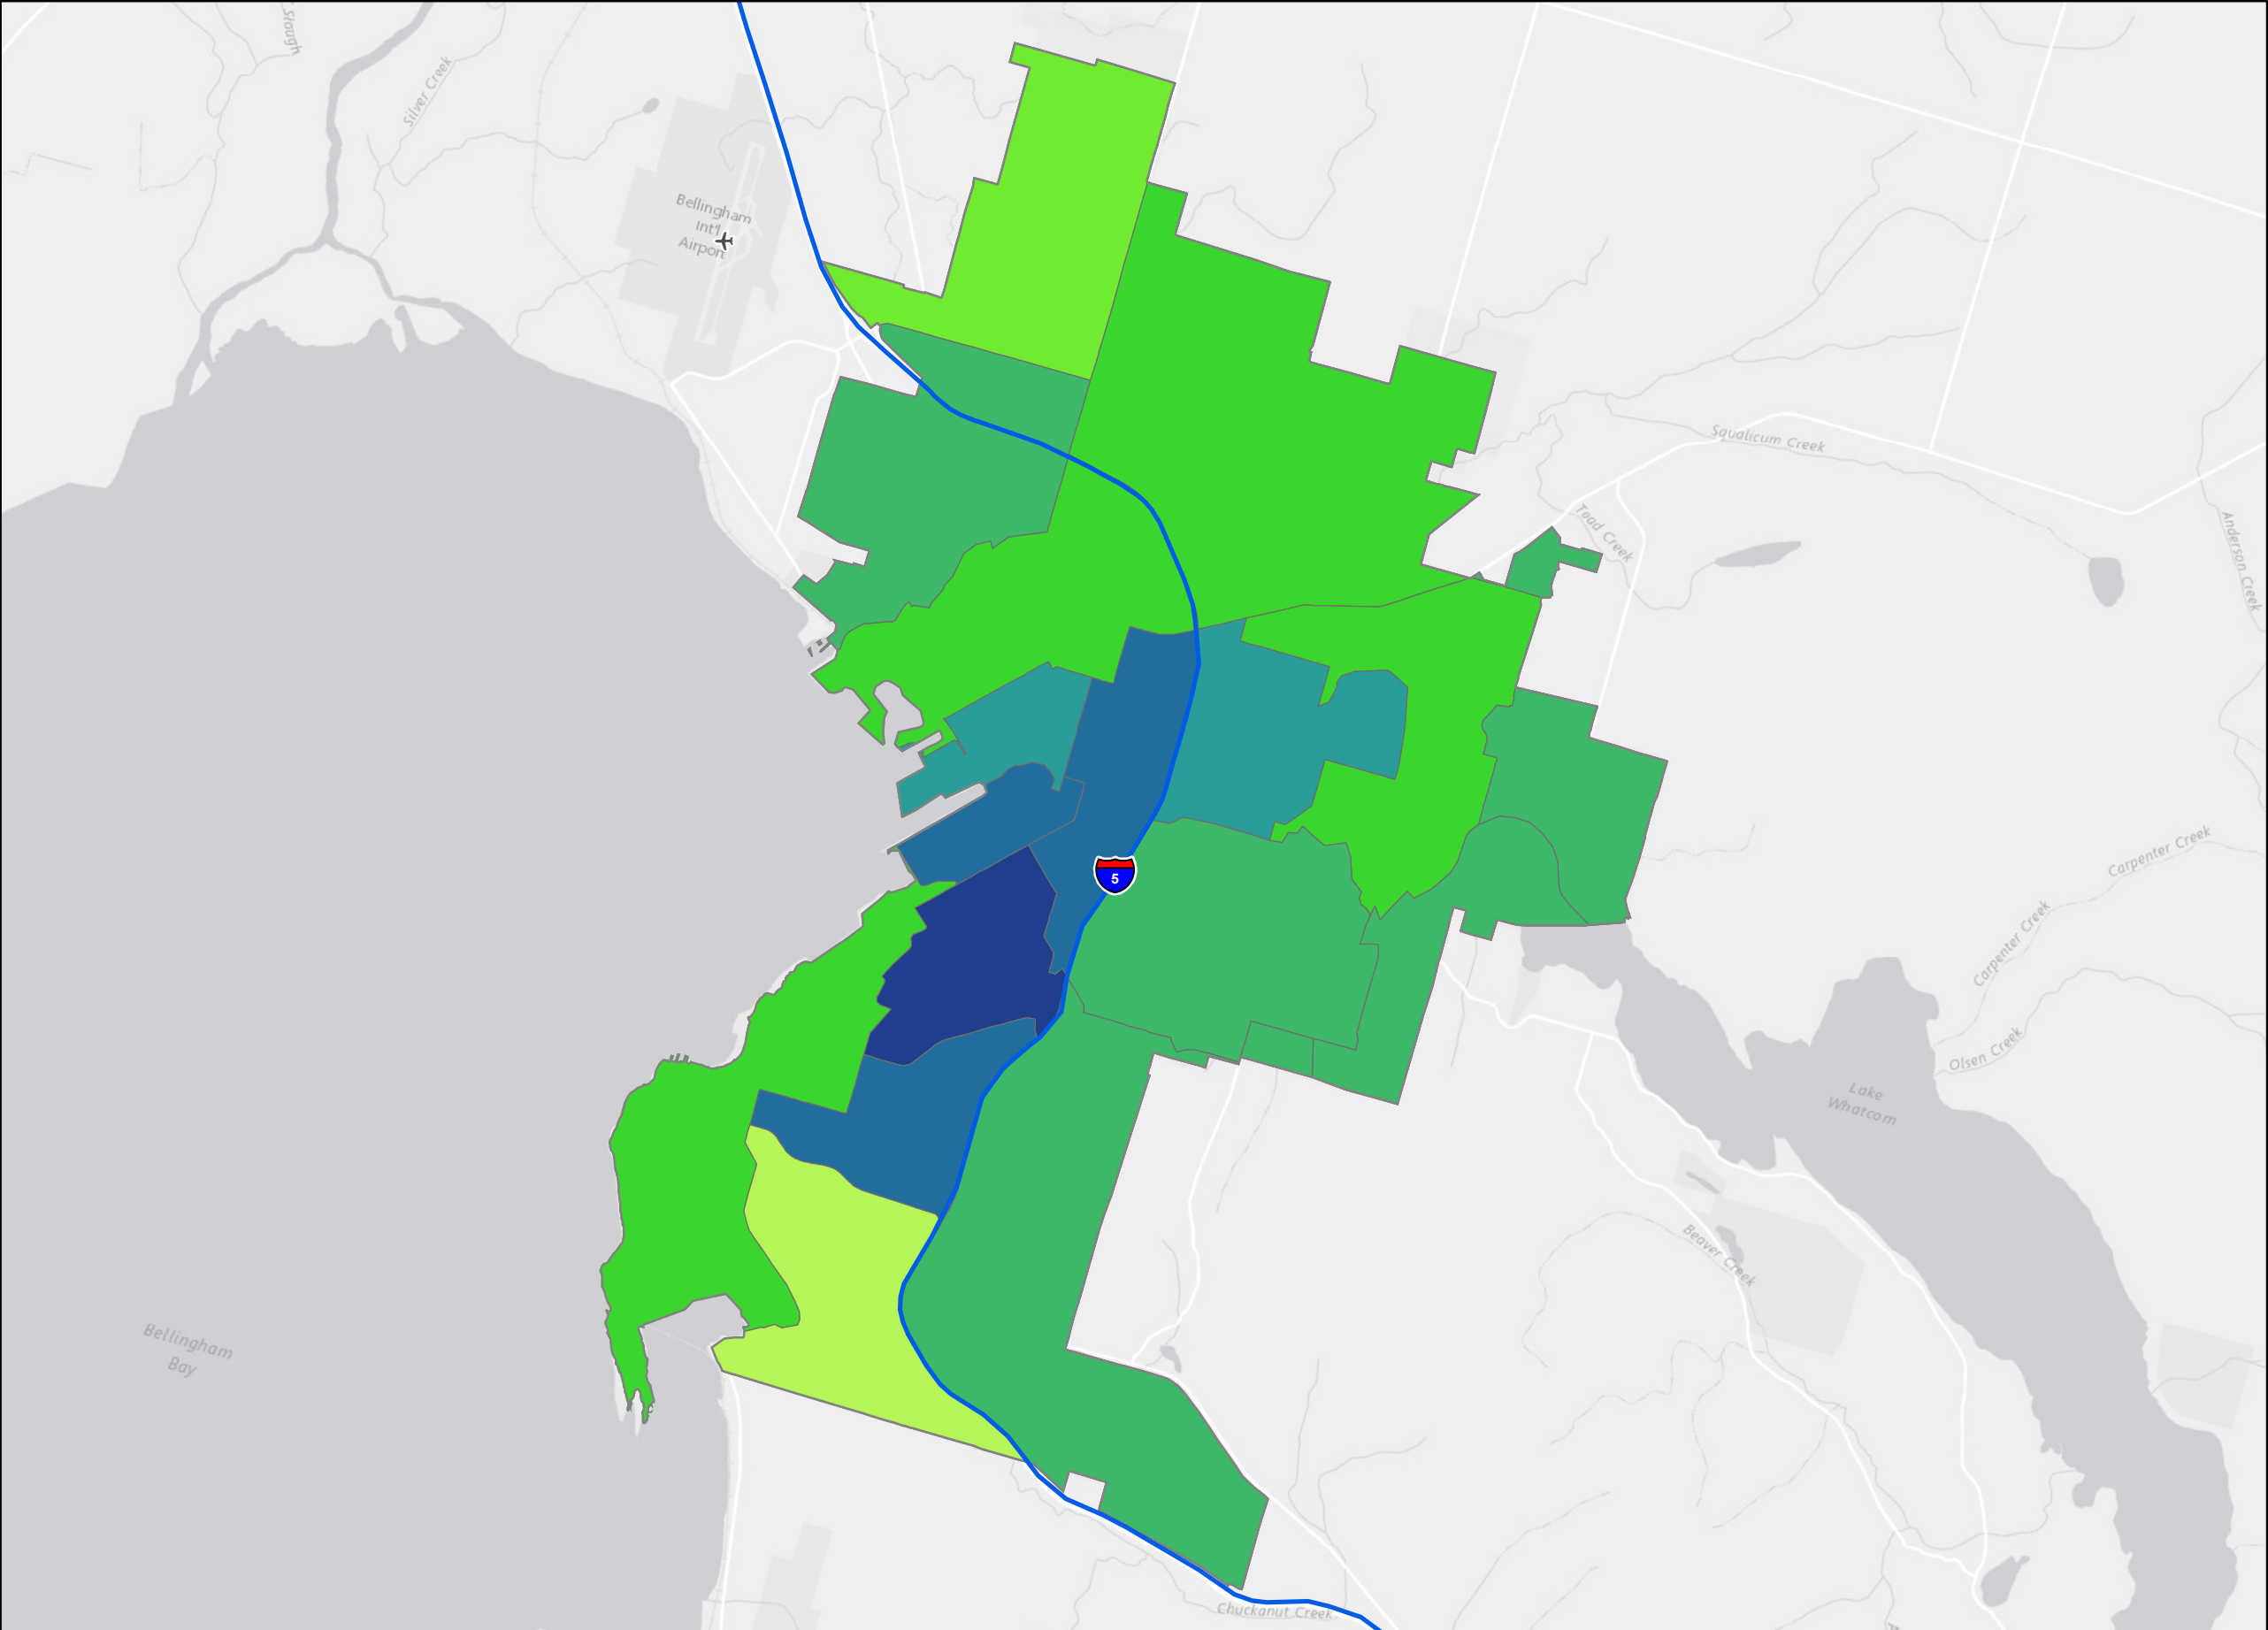 Slough
Silver Creek
Bellingham
Int'l
Airport
Squalicum Creek
Toad Creek
Anderson Creek
5
Carpenter Creek
Carpenter Creek
Olsen Creek
Lake
Whatcom
Beaver Creek
Bellingham
Bay
Chuckanut Creek